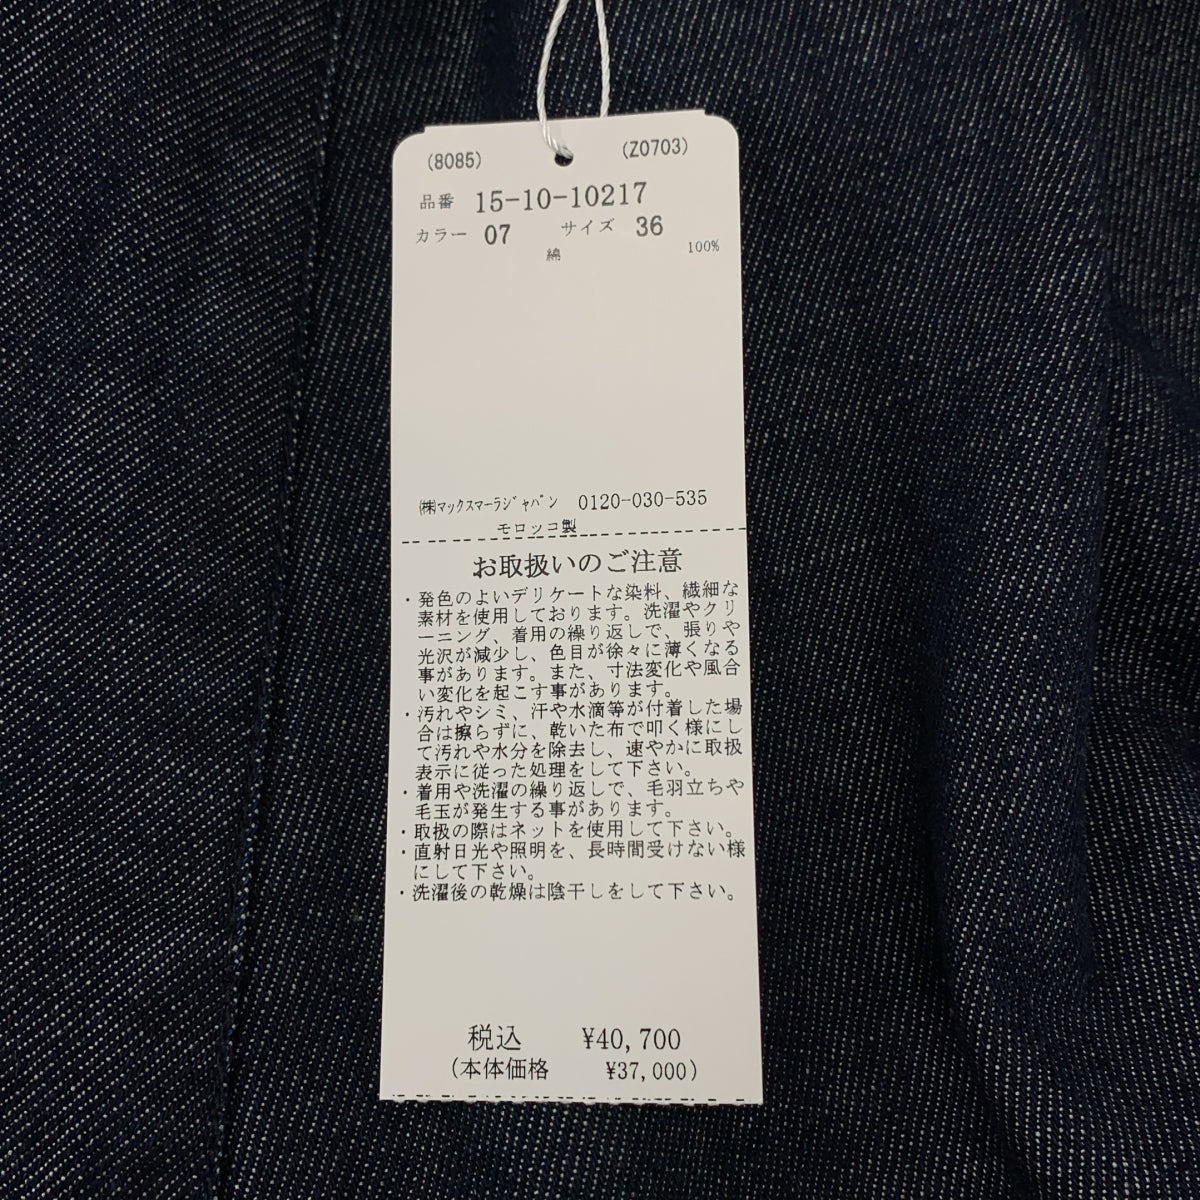 (8085) (Z0703)
品番 15-10-10217
カラー 07 サイズ 36
綿 100%
㈱マックスマーラジャパン 0120-030-535
モロッコ製
お取扱いのご注意
・発色のよいデリケートな染料、繊細な
素材を使用しております。洗濯やクリ
ーニング、着用の繰り返しで、張りや
光沢が減少し、色目が徐々に薄くなる
事があります。また、寸法変化や風合
い変化を起こす事があります。
・汚れやシミ、汗や水滴等が付着した場
合は擦らずに、乾いた布で叩く様にし
て汚れや水分を除去し、速やかに取扱
表示に従った処理をして下さい。
・着用や洗濯の繰り返しで、毛羽立ちや
毛玉が発生する事があります。
・取扱の際はネットを使用して下さい。
・直射日光や照明を、長時間受けない様
にして下さい。
・洗濯後の乾燥は陰干しをして下さい。
税込 ¥40,700
(本体価格 ¥37,000)